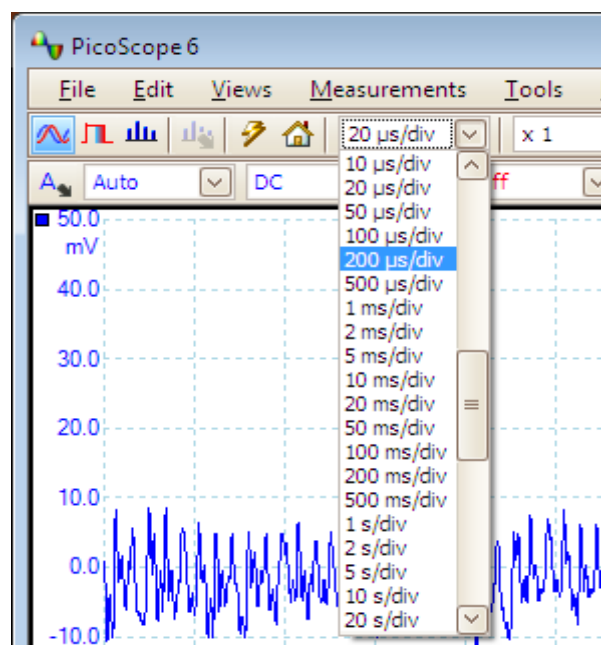 PicoScope 6
File Edit Views Measurements Tools
20 µs/div x 1
A Auto DC ff
10 µs/div
20 µs/div
50 µs/div
100 µs/div
200 µs/div
500 µs/div
1 ms/div
2 ms/div
5 ms/div
10 ms/div
20 ms/div
50 ms/div
100 ms/div
200 ms/div
500 ms/div
1 s/div
2 s/div
5 s/div
10 s/div
20 s/div
50.0
mV
40.0
30.0
20.0
10.0
0.0
-10.0